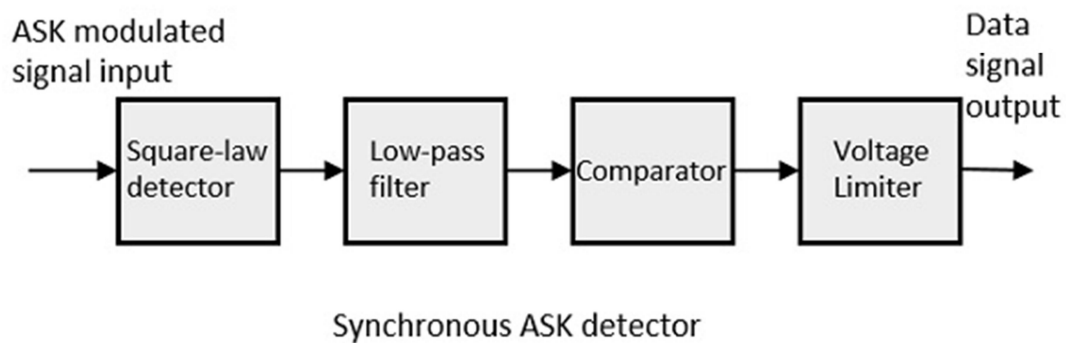 ASK modulated
signal input
Data
signal
output
Square-law
detector
Low-pass
filter
Comparator
Voltage
Limiter
Synchronous ASK detector